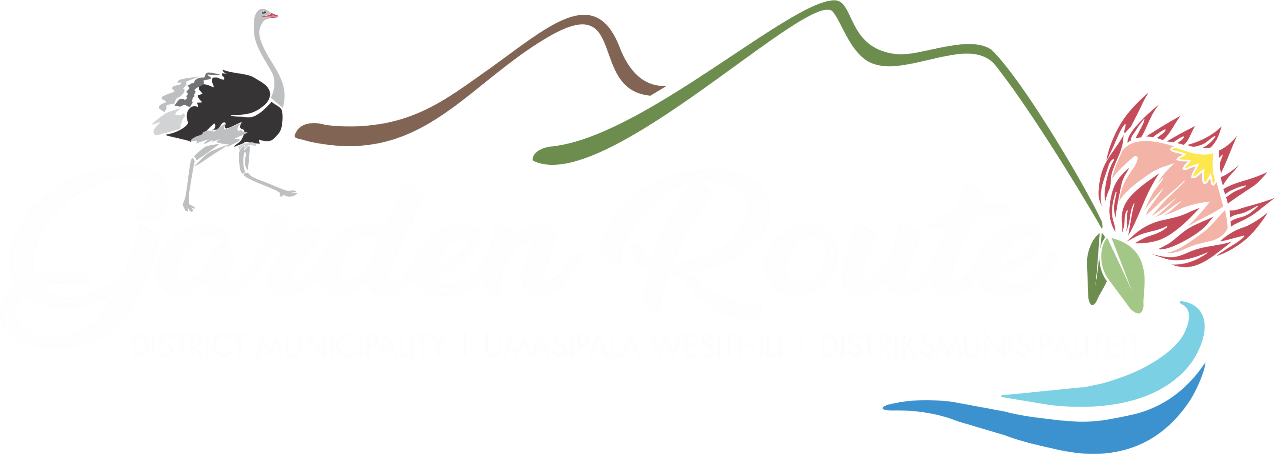 Garden Route
DISTRICT MUNICIPALITY | UMASIPALA WESITHILI | DISTRIKSMUNISIPALITEIT